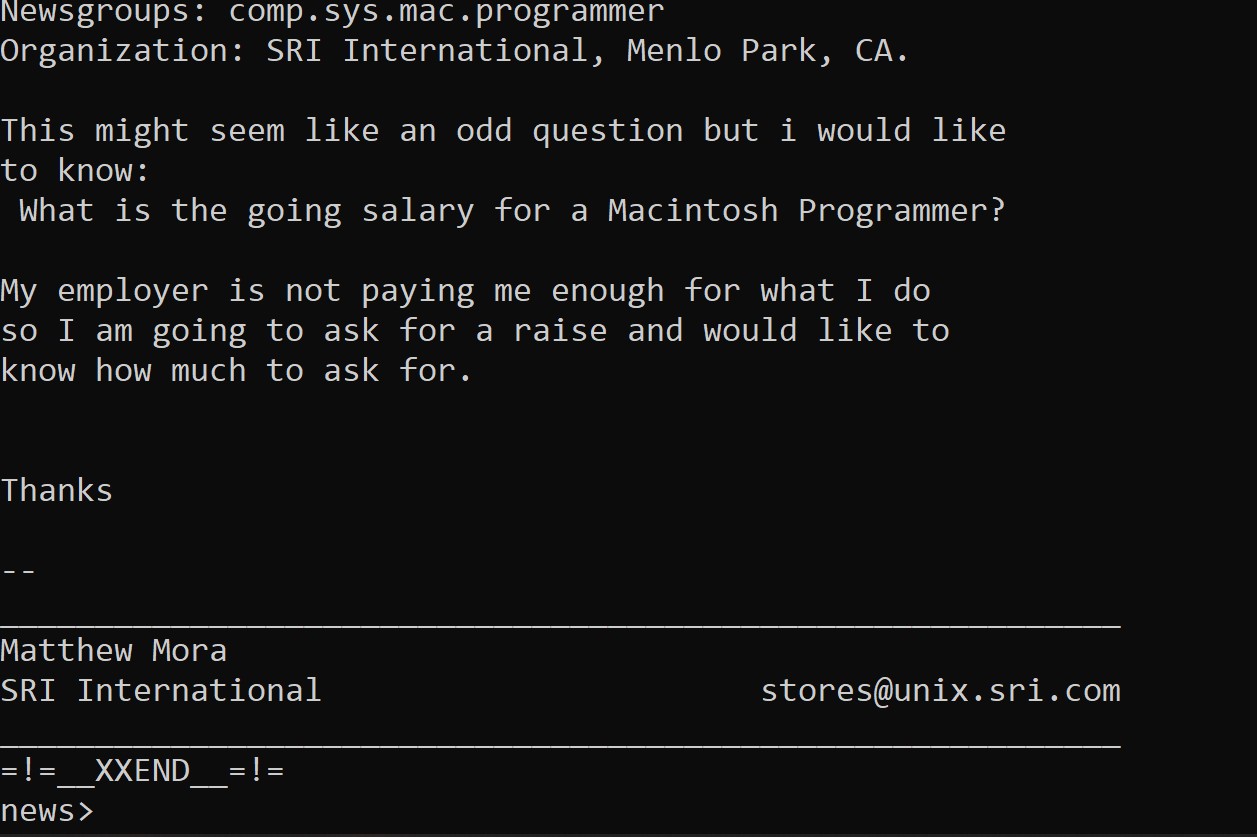 Newsgroups: comp.sys.mac.programmer
Organization: SRI International, Menlo Park, CA.
This might seem like an odd question but i would like
to know:
What is the going salary for a Macintosh Programmer?
My employer is not paying me enough for what I do
so I am going to ask for a raise and would like to
know how much to ask for.
Thanks
--
___________________________________________________________
Matthew Mora
SRI International                       stores@unix.sri.com
___________________________________________________________
=!=__XXEND__=!=
news>